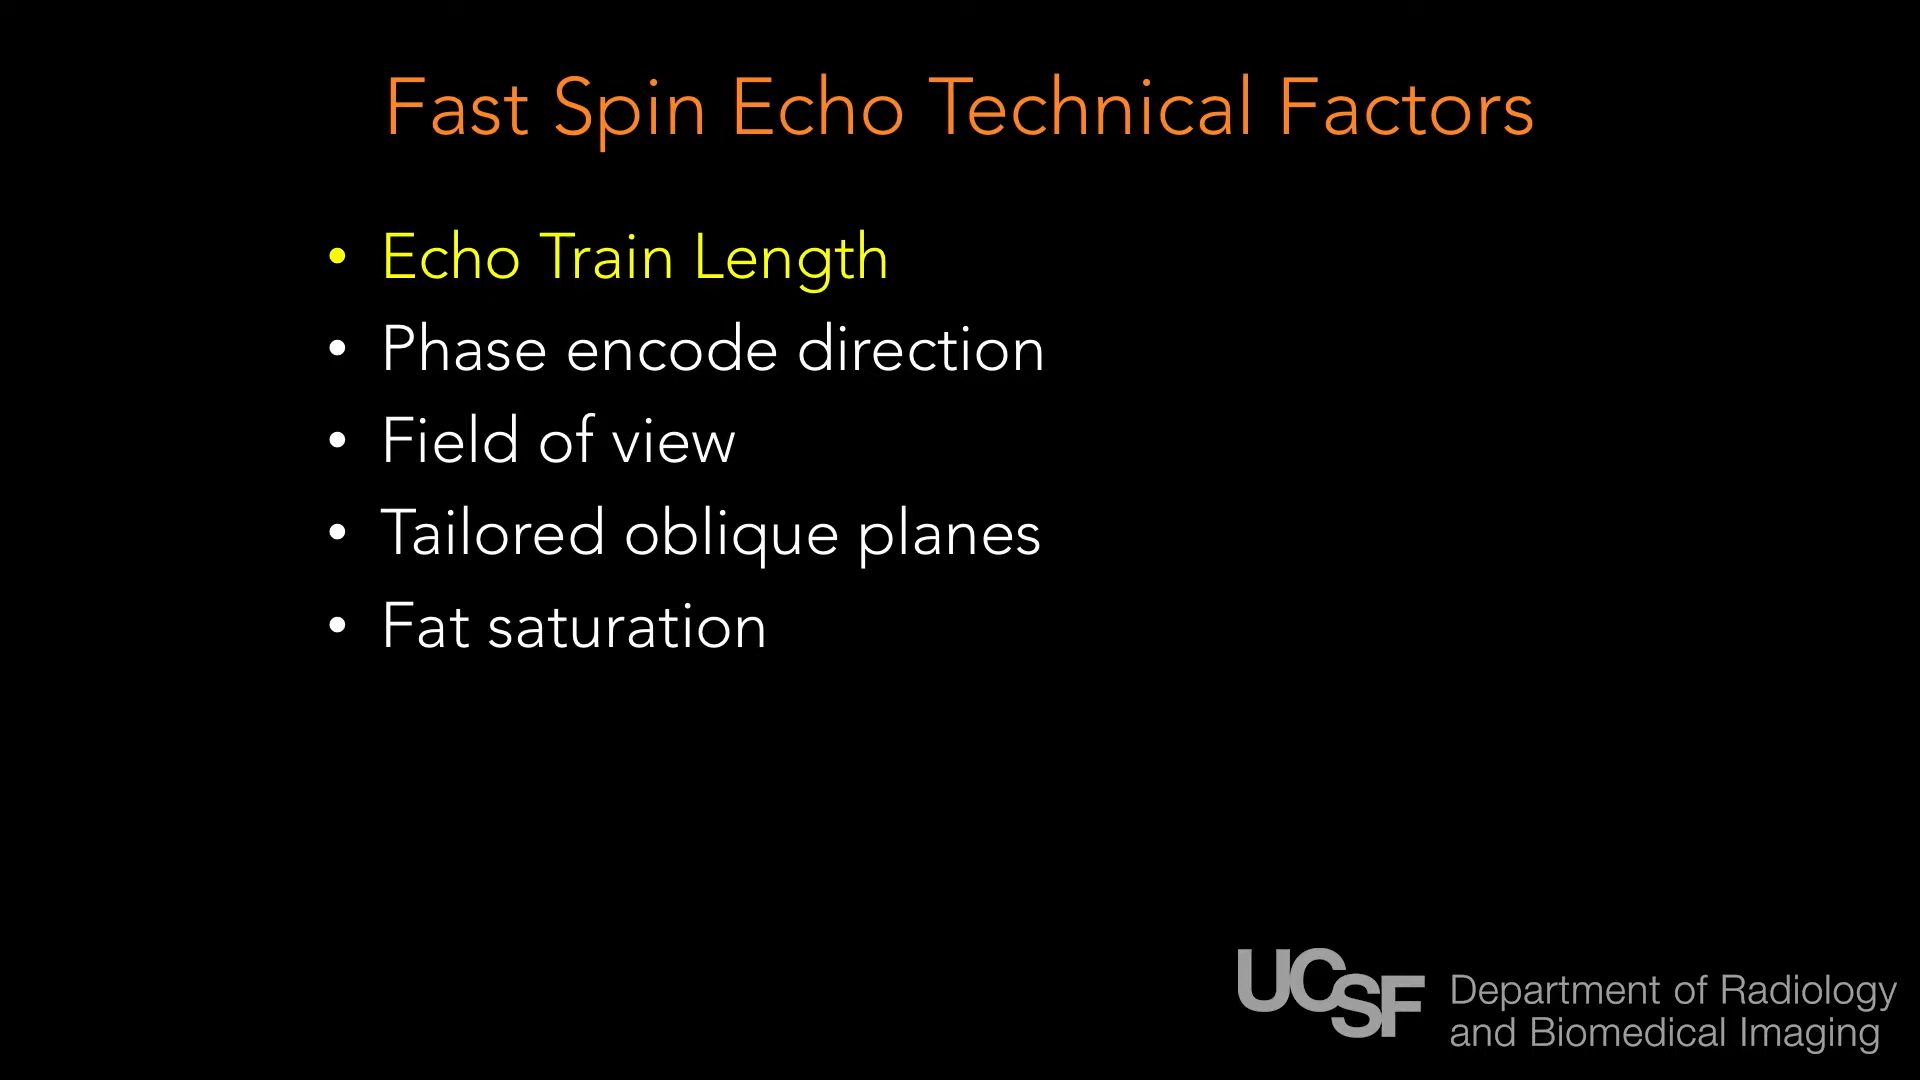 Fast Spin Echo Technical Factors
• Echo Train Length
• Phase encode direction
• Field of view
• Tailored oblique planes
• Fat saturation
UCSF Department of Radiology
and Biomedical Imaging